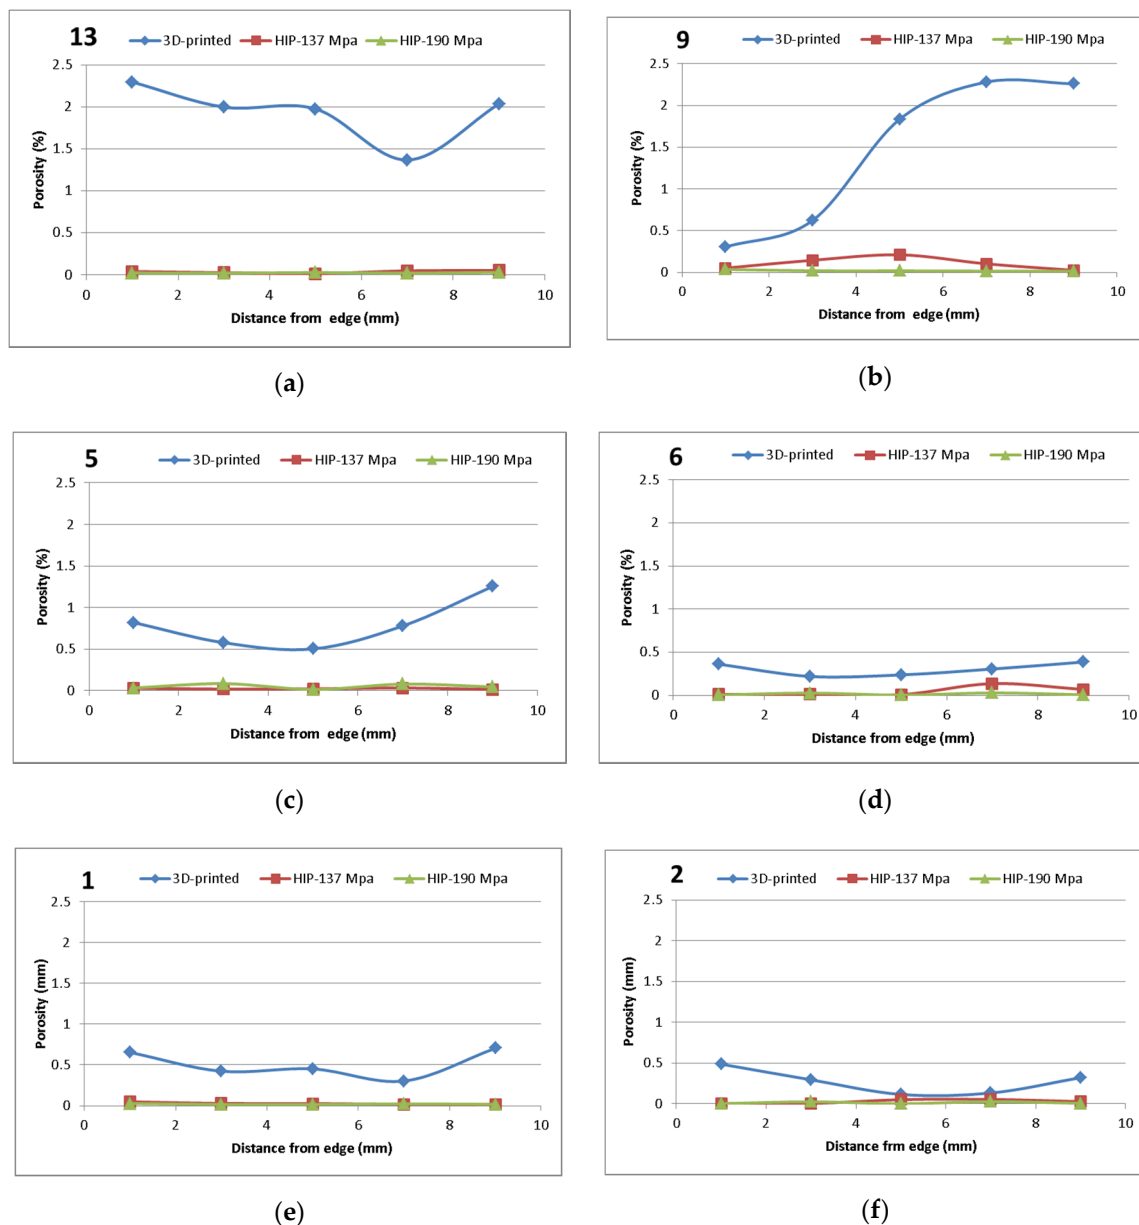 13 3D-printed HIP-137 Mpa HIP-190 Mpa
2.5
2
1.5
1
0.5
0
Porosity (%)
0 2 4 6 8 10
Distance from edge (mm)
(a)
9 3D-printed HIP-137 Mpa HIP-190 Mpa
2.5
2
1.5
1
0.5
0
Porosity (%)
0 2 4 6 8 10
Distance from edge (mm)
(b)
5 3D-printed HIP-137 Mpa HIP-190 Mpa
2.5
2
1.5
1
0.5
0
Porosity (%)
0 2 4 6 8 10
Distance from edge (mm)
(c)
6 3D-printed HIP-137 Mpa HIP-190 Mpa
2.5
2
1.5
1
0.5
0
Porosity (%)
0 2 4 6 8 10
Distance from edge (mm)
(d)
1 3D-printed HIP-137 Mpa HIP-190 Mpa
2.5
2
1.5
1
0.5
0
Porosity (mm)
0 2 4 6 8 10
Distance from edge (mm)
(e)
2 3D-printed HIP-137 Mpa HIP-190 Mpa
2.5
2
1.5
1
0.5
0
Porosity (mm)
0 2 4 6 8 10
Distance frm edge (mm)
(f)